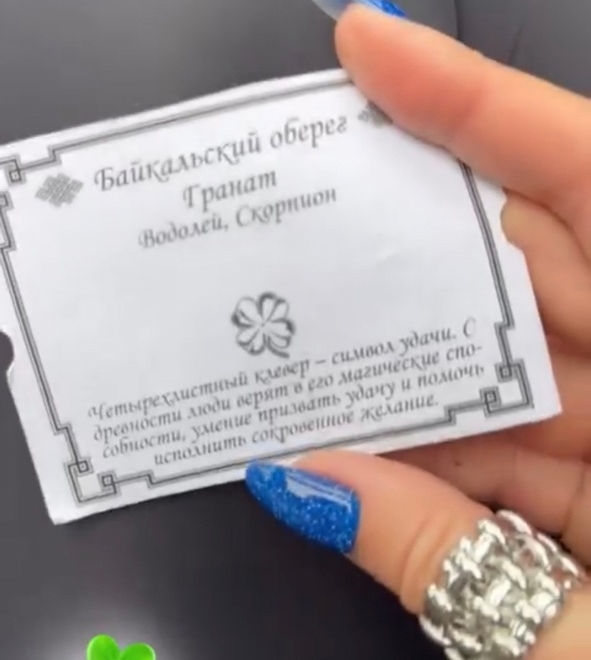 Байкальский оберег
Гранат
Водолей, Скорпион
Четырехлистный клевер – символ удачи. С
древности люди верят в его магические спо-
собности, умение призвать удачу и помочь
исполнить сокровенное желание.